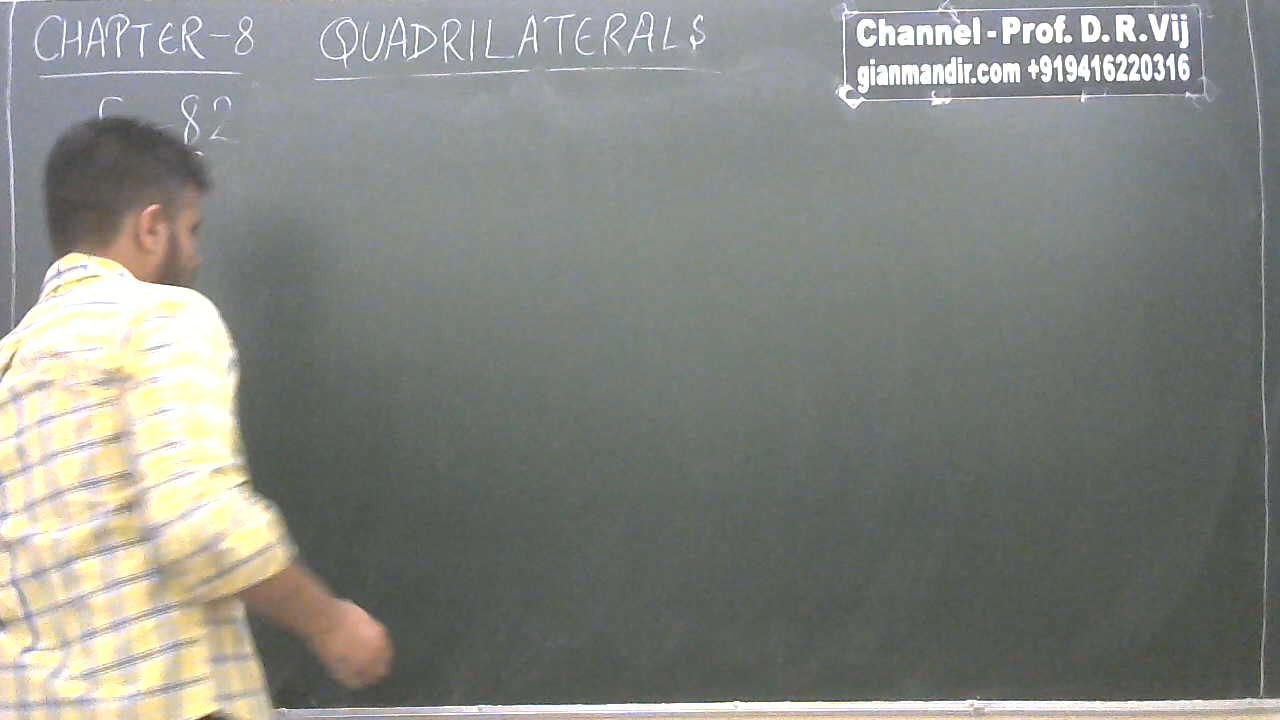 CHAPTER-8 QUADRILATERALS
Channel - Prof. D. R. Vij
gianmandir.com +919416220316
82